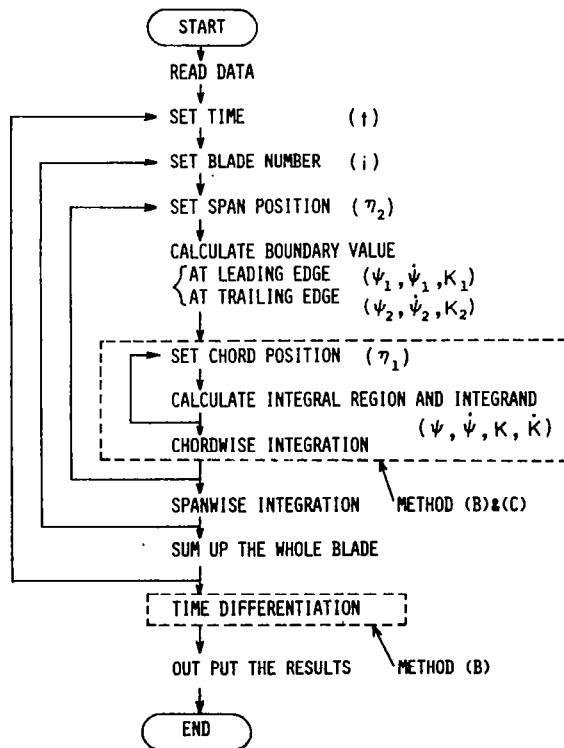 START
READ DATA
SET TIME (t)
SET BLADE NUMBER (i)
SET SPAN POSITION (η₂)
CALCULATE BOUNDARY VALUE
{AT LEADING EDGE (ψ₁, ψ̇₁, K₁)
AT TRAILING EDGE (ψ₂, ψ̇₂, K₂)
SET CHORD POSITION (η₁)
CALCULATE INTEGRAL REGION AND INTEGRAND
(ψ, ψ̇, K, K̇)
CHORDWISE INTEGRATION
SPANWISE INTEGRATION METHOD (B)&(C)
SUM UP THE WHOLE BLADE
TIME DIFFERENTIATION
OUT PUT THE RESULTS METHOD (B)
END